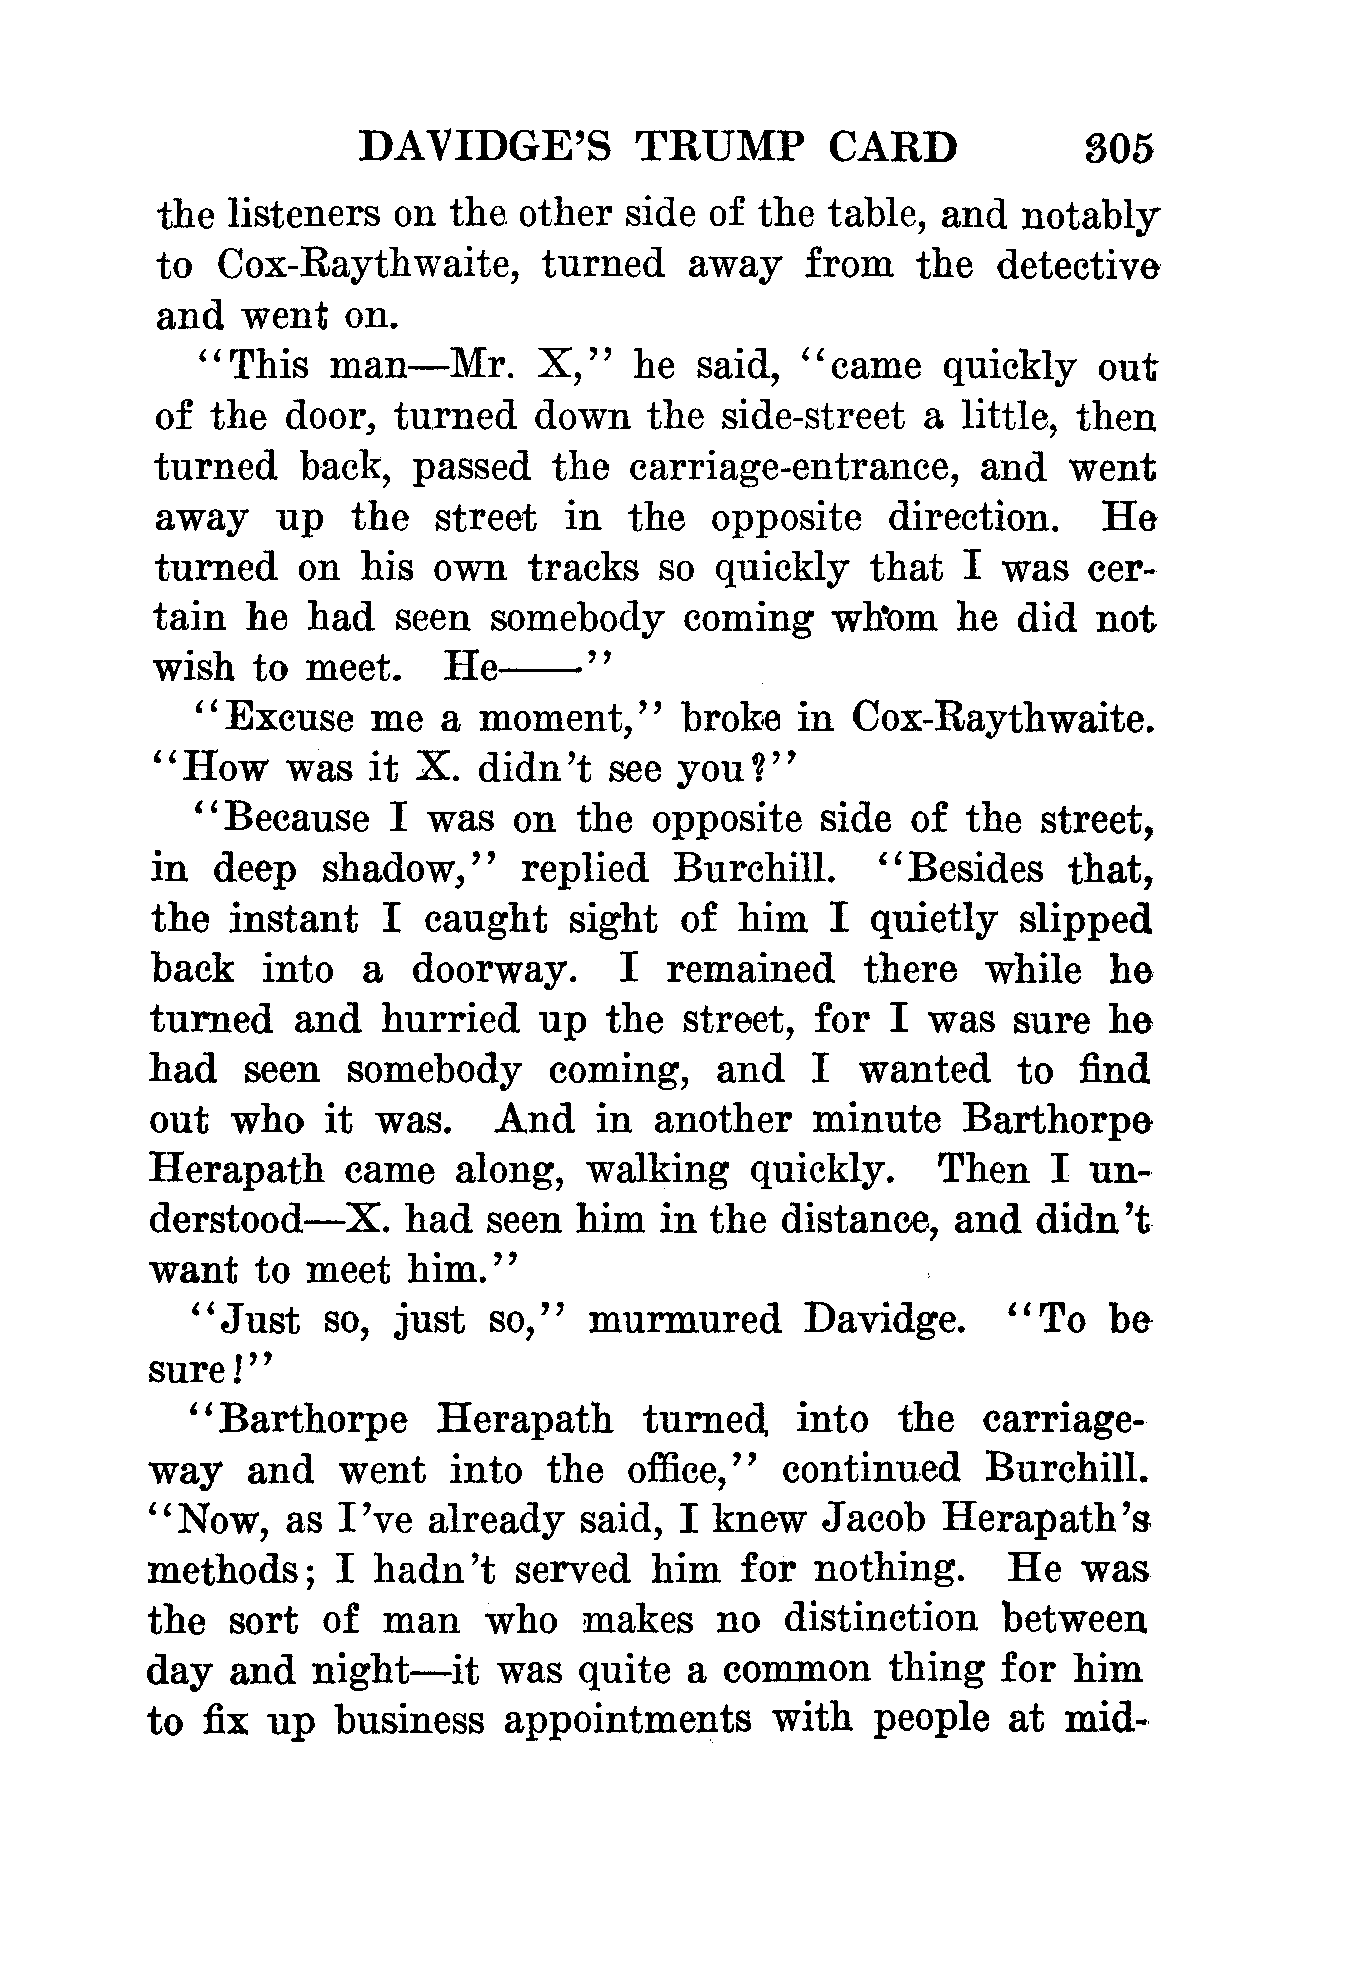 DAVIDGE'S TRUMP CARD 305
the listeners on the other side of the table, and notably
to Cox-Raythwaite, turned away from the detective
and went on.
"This man—Mr. X," he said, "came quickly out
of the door, turned down the side-street a little, then
turned back, passed the carriage-entrance, and went
away up the street in the opposite direction. He
turned on his own tracks so quickly that I was cer-
tain he had seen somebody coming whom he did not
wish to meet. He——"
"Excuse me a moment," broke in Cox-Raythwaite.
"How was it X. didn't see you?"
"Because I was on the opposite side of the street,
in deep shadow," replied Burchill. "Besides that,
the instant I caught sight of him I quietly slipped
back into a doorway. I remained there while he
turned and hurried up the street, for I was sure he
had seen somebody coming, and I wanted to find
out who it was. And in another minute Barthorpe
Herapath came along, walking quickly. Then I un-
derstood—X. had seen him in the distance, and didn't
want to meet him."
"Just so, just so," murmured Davidge. "To be
sure!"
"Barthorpe Herapath turned into the carriage-
way and went into the office," continued Burchill.
"Now, as I've already said, I knew Jacob Herapath's
methods; I hadn't served him for nothing. He was
the sort of man who makes no distinction between
day and night—it was quite a common thing for him
to fix up business appointments with people at mid-